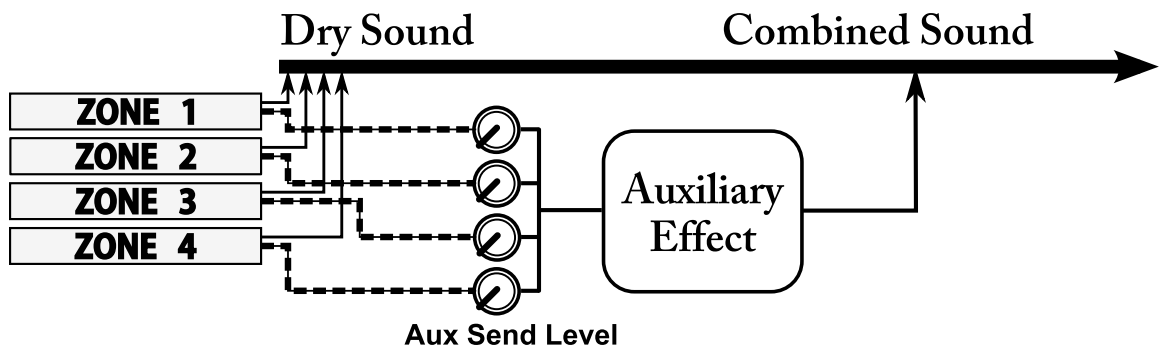 Dry Sound
Combined Sound
ZONE 1
ZONE 2
ZONE 3
ZONE 4
Auxiliary
Effect
Aux Send Level